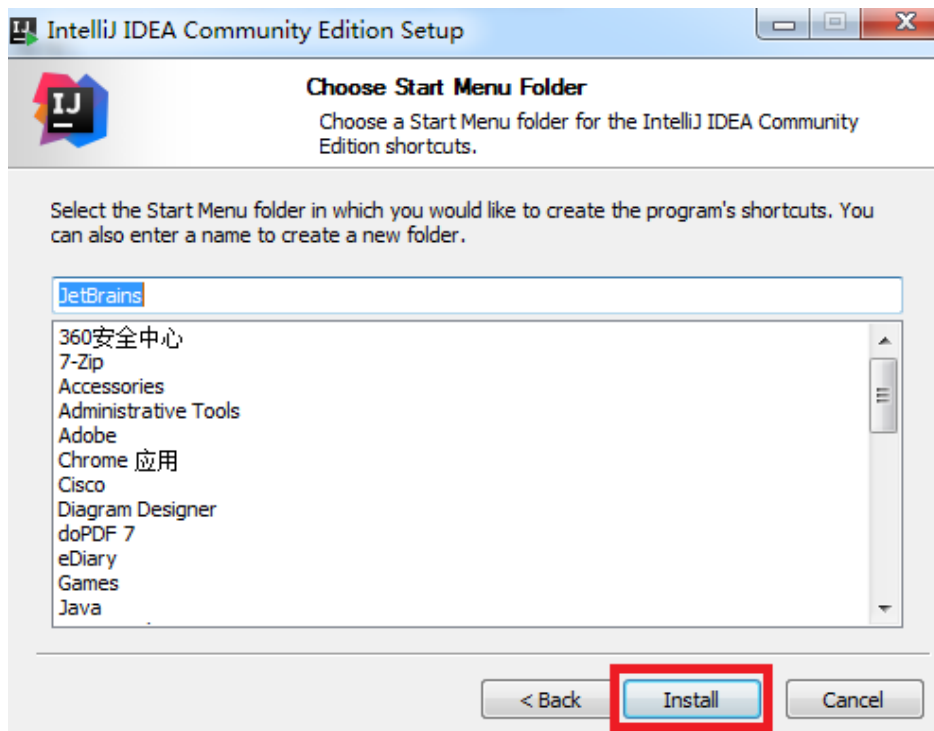 IntelliJ IDEA Community Edition Setup
IJ
Choose Start Menu Folder
Choose a Start Menu folder for the IntelliJ IDEA Community
Edition shortcuts.
Select the Start Menu folder in which you would like to create the program's shortcuts. You
can also enter a name to create a new folder.
JetBrains
360安全中心
7-Zip
Accessories
Administrative Tools
Adobe
Chrome 应用
Cisco
Diagram Designer
doPDF 7
eDiary
Games
Java
< Back
Install
Cancel